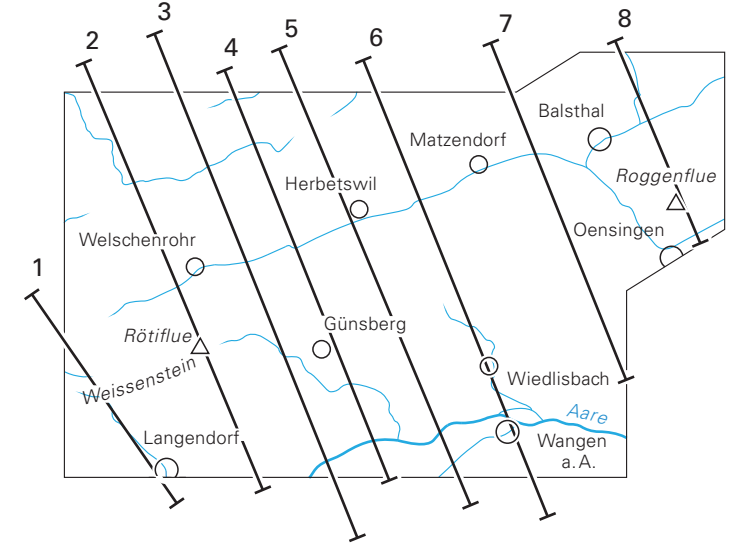 3
8
2
4
5
6
7
Balsthal
Matzendorf
Roggenflue
Herbetswil
Oensingen
Welschenrohr
1
Günsberg
Rötiflue
Weissenstein
Wiedlisbach
Aare
Langendorf
Wangen
a. A.